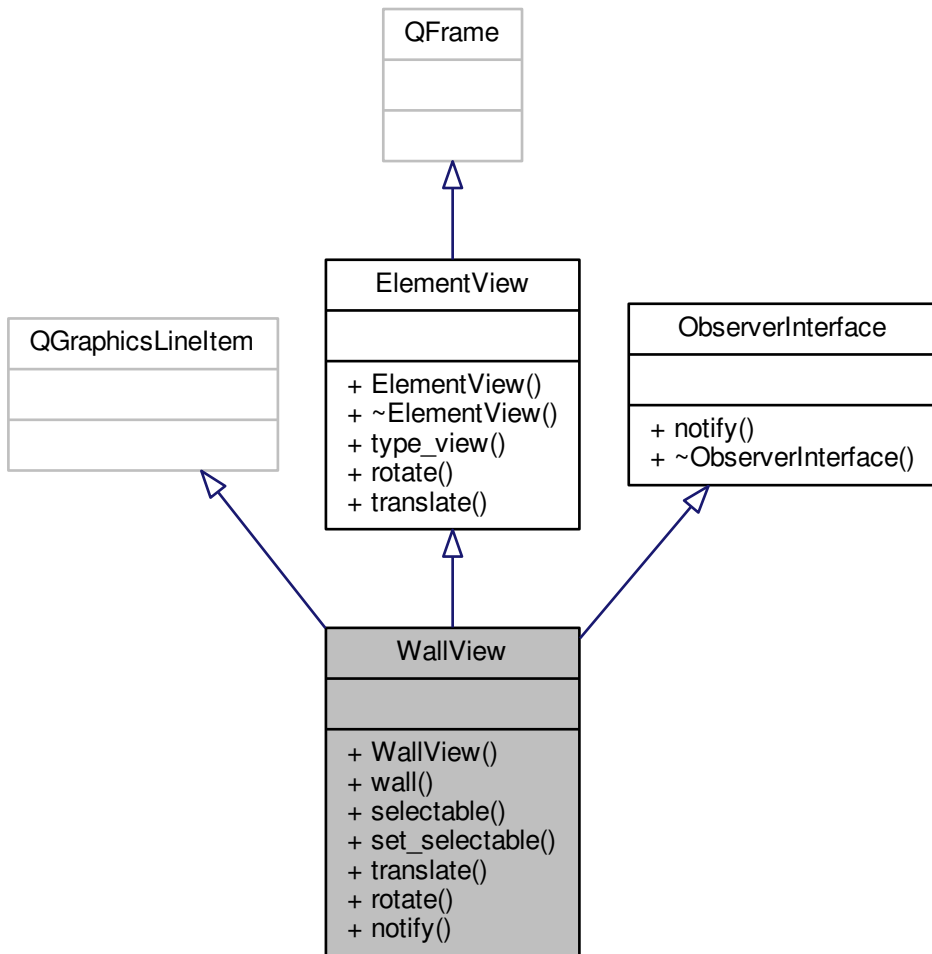 QFrame
ElementView
+ ElementView()
+ ~ElementView()
+ type_view()
+ rotate()
+ translate()
QGraphicsLineItem
ObserverInterface
+ notify()
+ ~ObserverInterface()
WallView
+ WallView()
+ wall()
+ selectable()
+ set_selectable()
+ translate()
+ rotate()
+ notify()